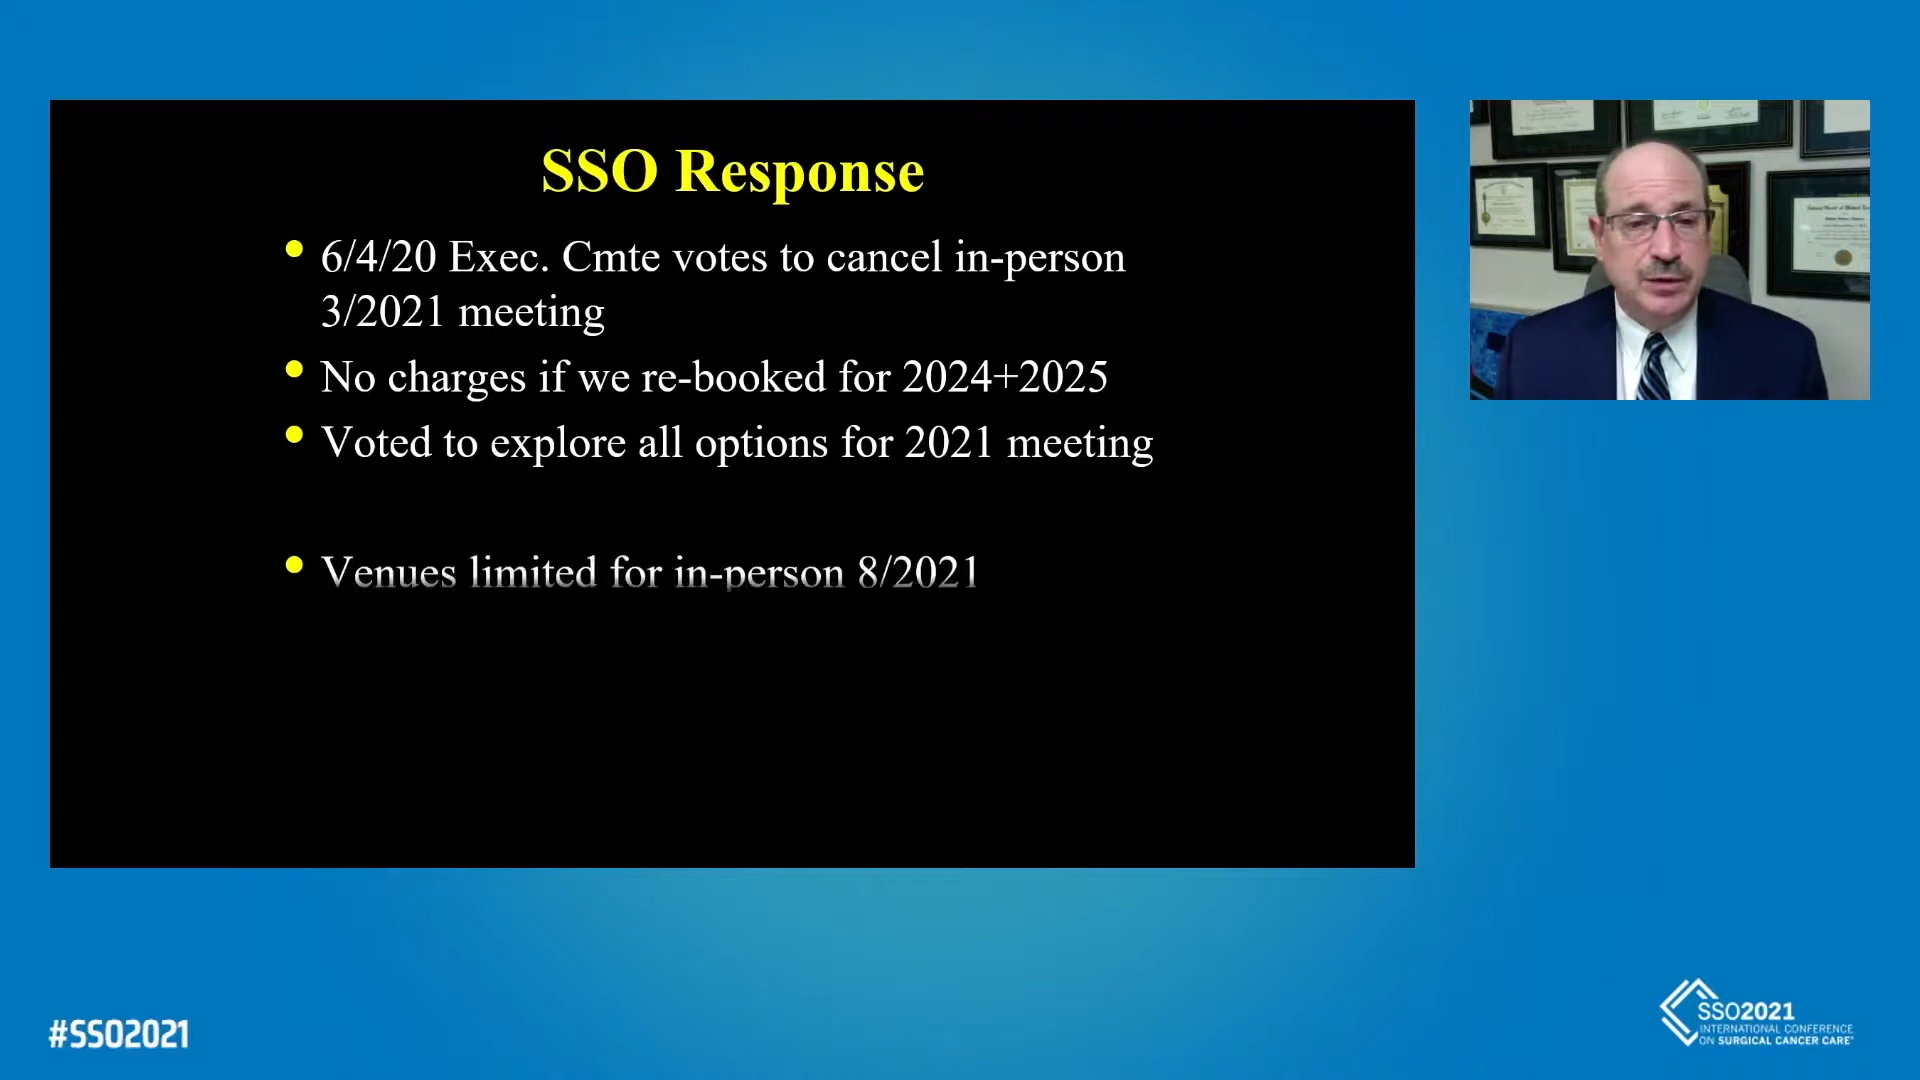 SSO Response
• 6/4/20 Exec. Cmte votes to cancel in-person
3/2021 meeting
• No charges if we re-booked for 2024+2025
• Voted to explore all options for 2021 meeting
• Venues limited for in-person 8/2021
#SSO2021
SSO2021
INTERNATIONAL CONFERENCE
ON SURGICAL CANCER CARE